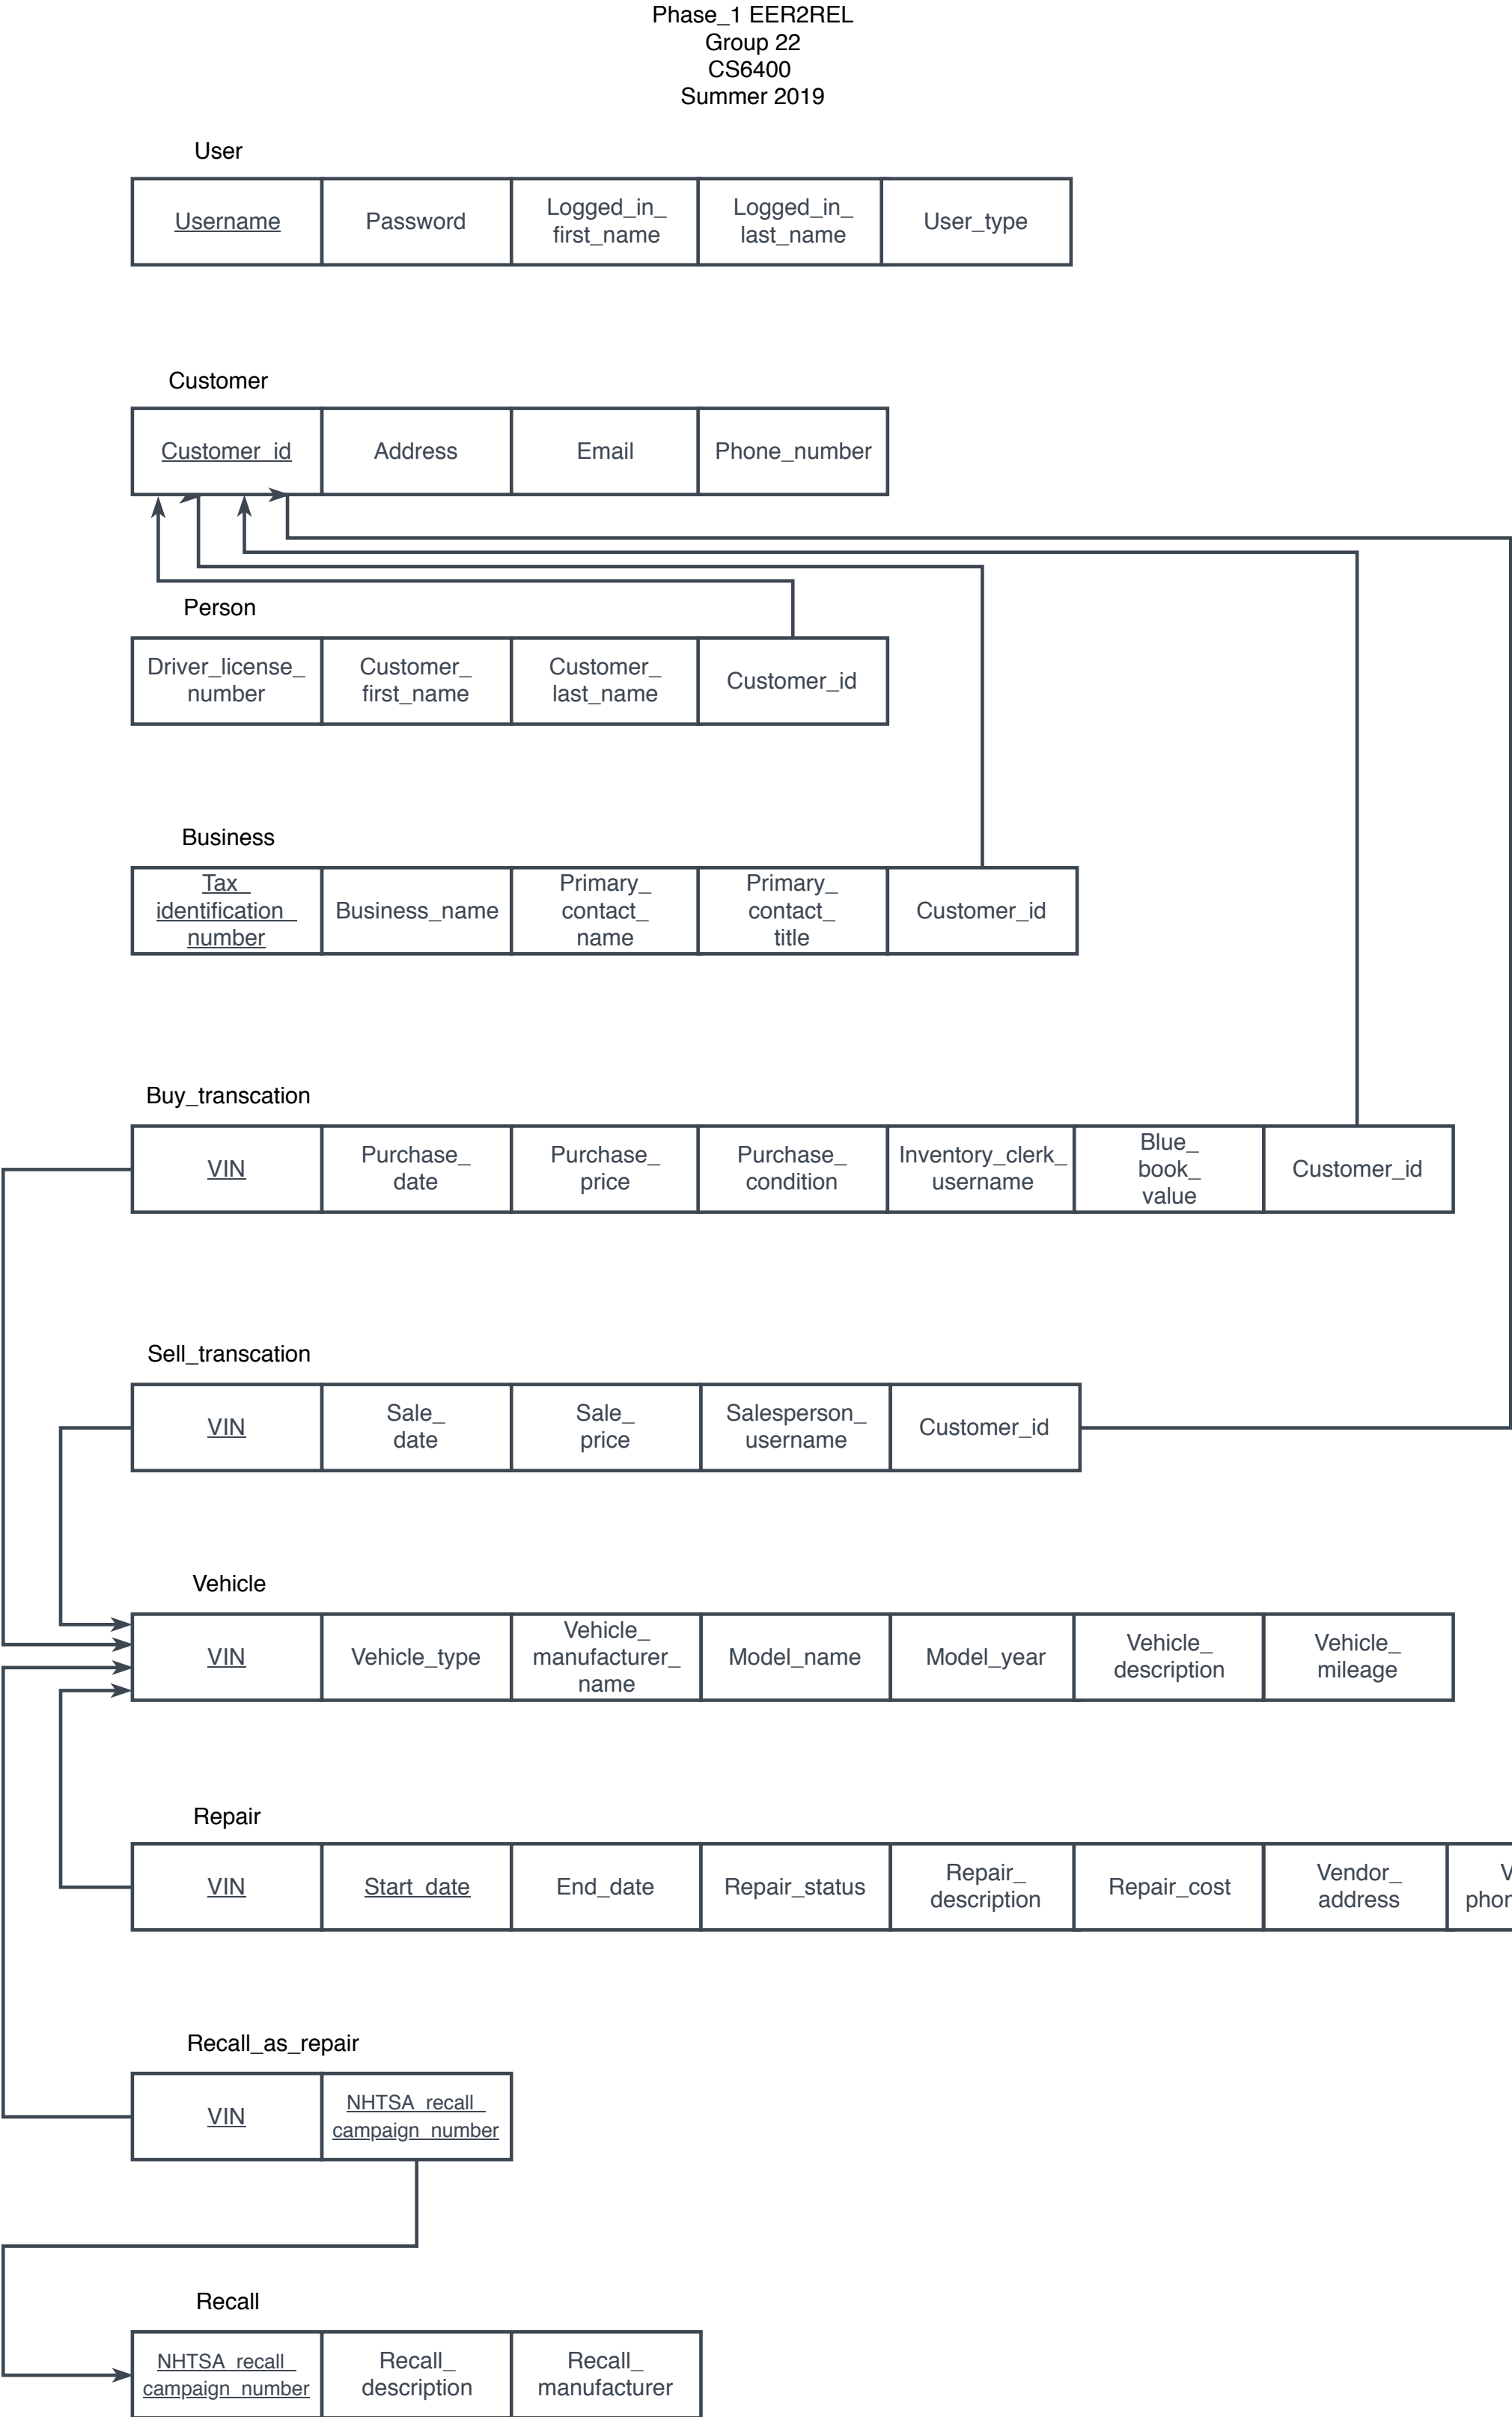 Phase_1 EER2REL
Group 22
CS6400
Summer 2019
User
Username
Password
Logged_in_
first_name
Logged_in_
last_name
User_type
Customer
Customer_id
Address
Email
Phone_number
Person
Driver_license_
number
Customer_
first_name
Customer_
last_name
Customer_id
Business
Tax_
identification_
number
Business_name
Primary_
contact_
name
Primary_
contact_
title
Customer_id
Buy_transcation
VIN
Purchase_
date
Purchase_
price
Purchase_
condition
Inventory_clerk_
username
Blue_
book_
value
Customer_id
Sell_transcation
VIN
Sale_
date
Sale_
price
Salesperson_
username
Customer_id
Vehicle
VIN
Vehicle_type
Vehicle_
manufacturer_
name
Model_name
Model_year
Vehicle_
description
Vehicle_
mileage
Repair
VIN
Start_date
End_date
Repair_status
Repair_
description
Repair_cost
Vendor_
address
Recall_as_repair
VIN
NHTSA_recall_
campaign_number
Recall
NHTSA_recall_
campaign_number
Recall_
description
Recall_
manufacturer